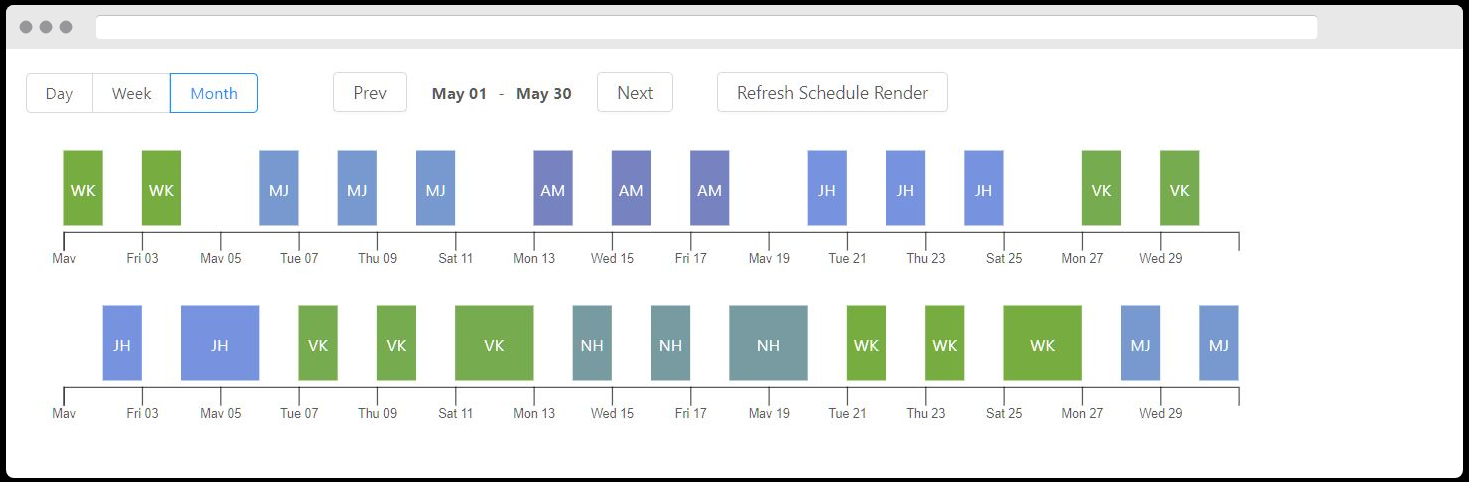 Day Week Month Prev May 01 - May 30 Next Refresh Schedule Render
WK WK MJ MJ MJ AM AM AM JH JH JH VK VK
May Fri 03 May 05 Tue 07 Thu 09 Sat 11 Mon 13 Wed 15 Fri 17 May 19 Tue 21 Thu 23 Sat 25 Mon 27 Wed 29
JH JH VK VK VK NH NH NH WK WK WK MJ MJ
May Fri 03 May 05 Tue 07 Thu 09 Sat 11 Mon 13 Wed 15 Fri 17 May 19 Tue 21 Thu 23 Sat 25 Mon 27 Wed 29